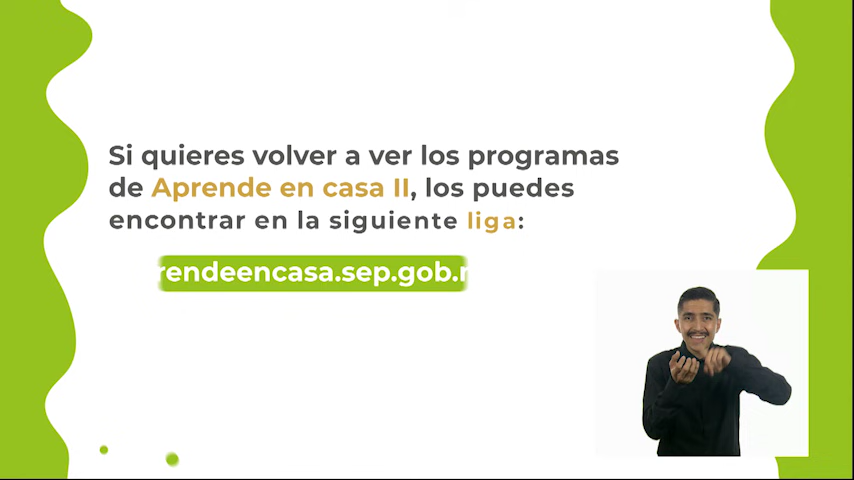 Si quieres volver a ver los programas
de Aprende en casa II, los puedes
encontrar en la siguiente liga:
rendeencasa.sep.gob.